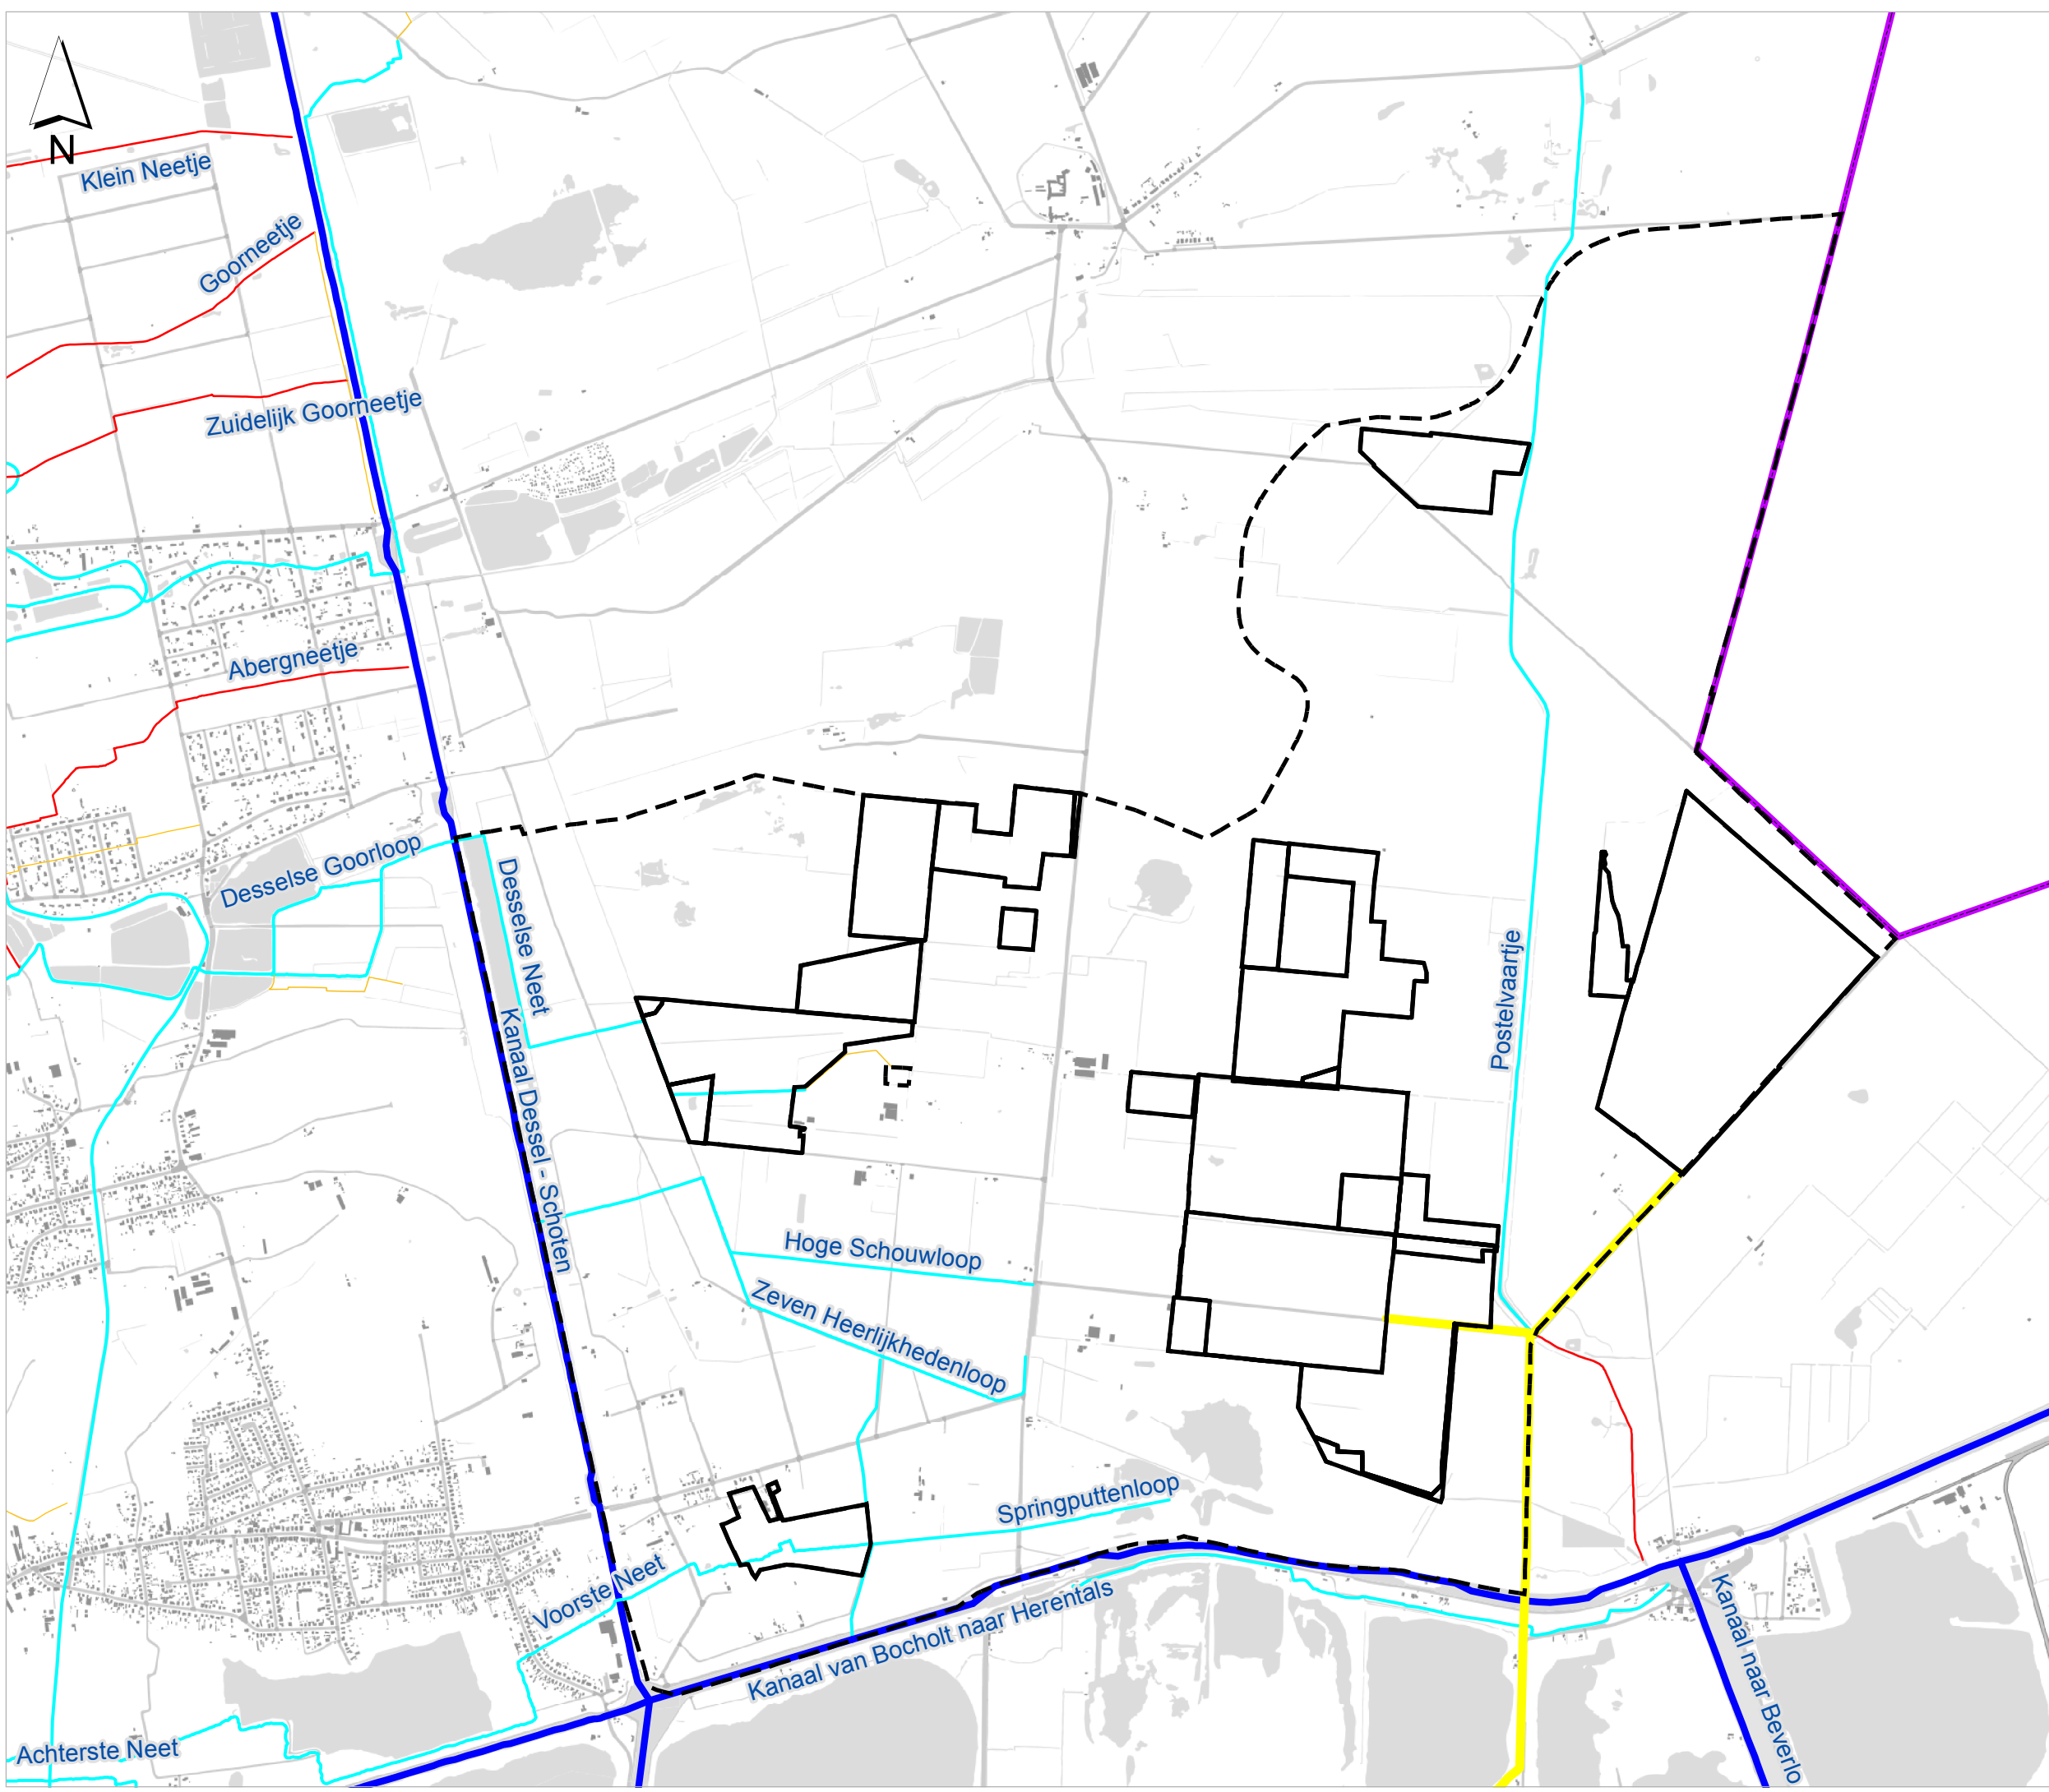 N
Klein Neetje
Goorneetje
Zuidelijk Goorneetje
Abergneetje
Desselse Goorloop
Desselse Neet
Kanaal Dessel - Schoten
Postelvaartje
Hoge Schouwloop
Zeven Heerlijkhedenloop
Springputtenloop
Voorste Neet
Kanaal van Bocholt naar Herentals
Kanaal naar Beverlo
Achterste Neet